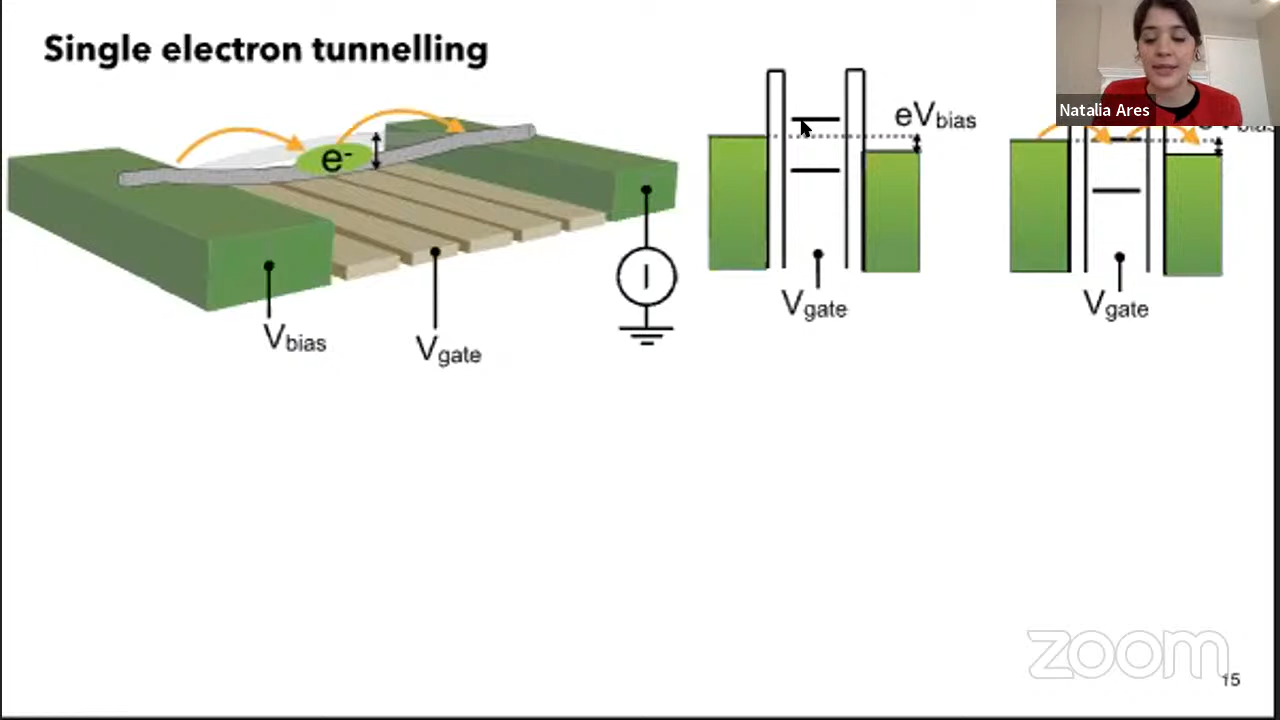 Single electron tunnelling
Natalia Ares
e-
eVbias
Vbias
Vgate
I
Vgate
Vgate
zoom
15